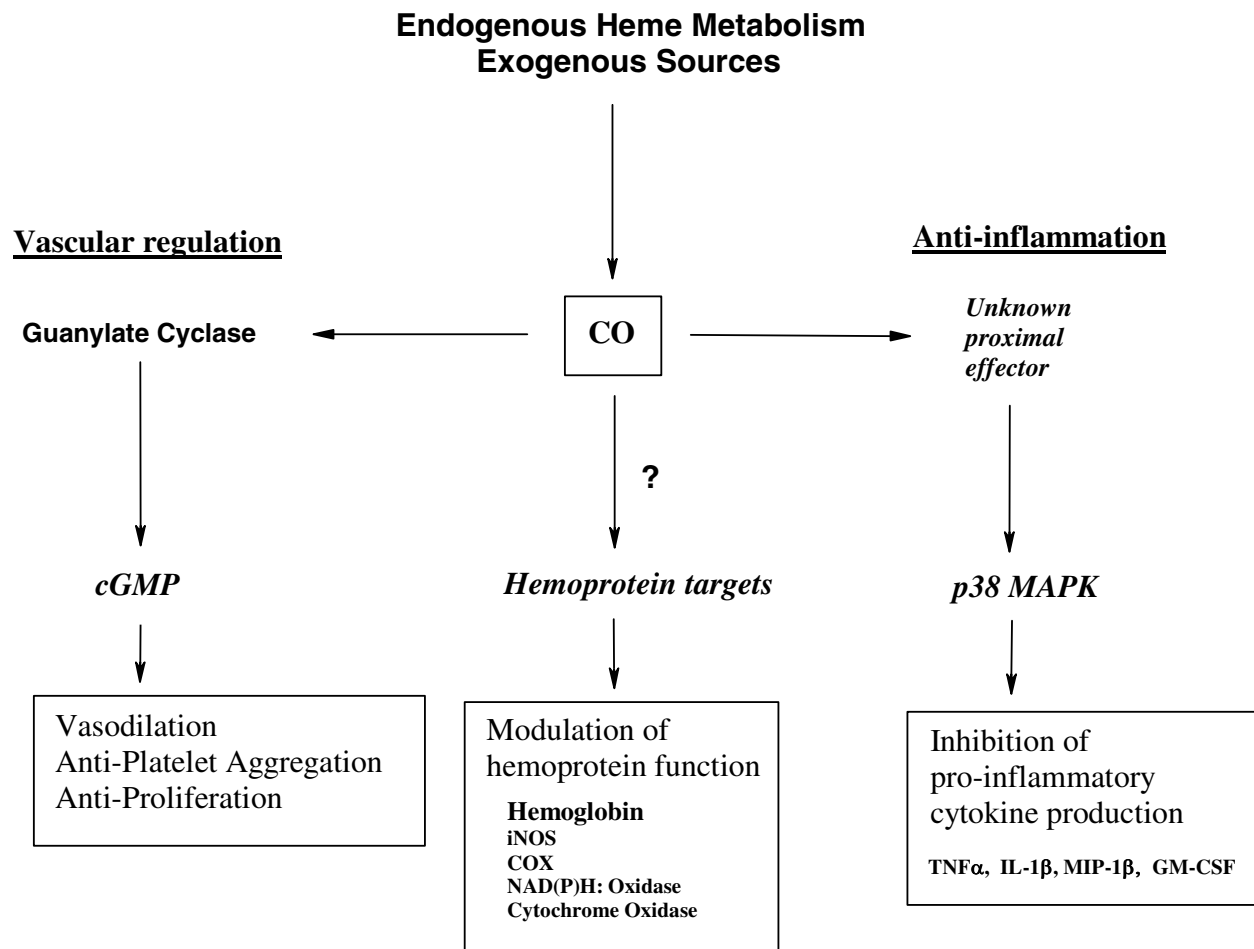 Endogenous Heme Metabolism
Exogenous Sources
Vascular regulation
Anti-inflammation
Guanylate Cyclase
CO
Unknown
proximal
effector
?
cGMP
Hemoprotein targets
p38 MAPK
Vasodilation
Anti-Platelet Aggregation
Anti-Proliferation
Modulation of
hemoprotein function
Hemoglobin
iNOS
COX
NAD(P)H: Oxidase
Cytochrome Oxidase
Inhibition of
pro-inflammatory
cytokine production
TNFα, IL-1β, MIP-1β, GM-CSF